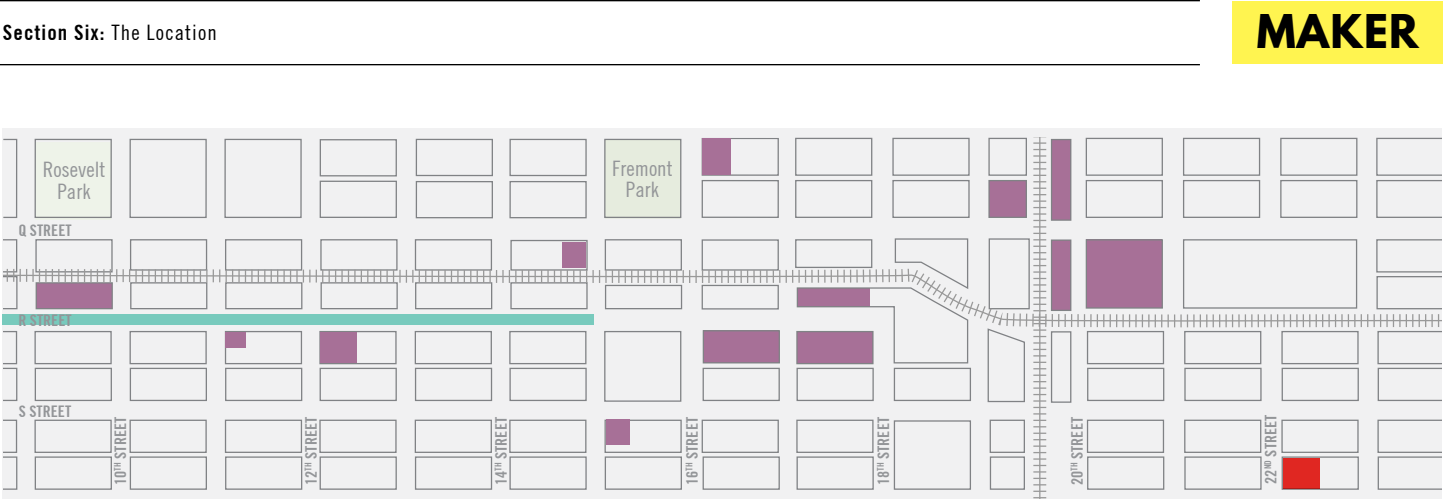 Section Six: The Location
MAKER
Rosevelt
Park
Fremont
Park
Q STREET
R STREET
S STREET
10TH STREET
12TH STREET
14TH STREET
16TH STREET
18TH STREET
20TH STREET
22ND STREET